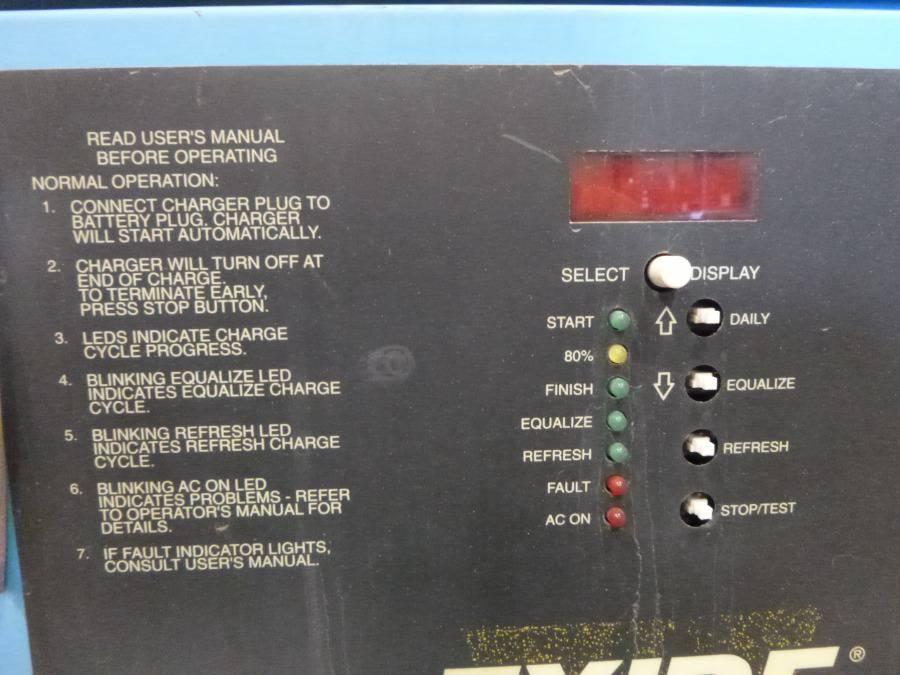 READ USER'S MANUAL
BEFORE OPERATING
NORMAL OPERATION:
1. CONNECT CHARGER PLUG TO
BATTERY PLUG. CHARGER
WILL START AUTOMATICALLY.
2. CHARGER WILL TURN OFF AT
END OF CHARGE.
TO TERMINATE EARLY,
PRESS STOP BUTTON.
3. LEDS INDICATE CHARGE
CYCLE PROGRESS.
4. BLINKING EQUALIZE LED
INDICATES EQUALIZE CHARGE
CYCLE.
5. BLINKING REFRESH LED
INDICATES REFRESH CHARGE
CYCLE.
6. BLINKING AC ON LED
INDICATES PROBLEMS - REFER
TO OPERATOR'S MANUAL FOR
DETAILS.
7. IF FAULT INDICATOR LIGHTS,
CONSULT USER'S MANUAL.
SELECT DISPLAY
START DAILY
80%
FINISH EQUALIZE
EQUALIZE
REFRESH REFRESH
FAULT
AC ON STOP/TEST
EXIDE ®